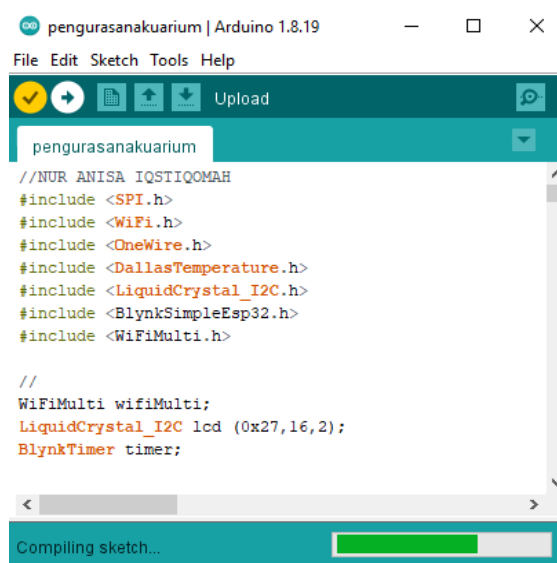 pengurasanakuarium | Arduino 1.8.19
File Edit Sketch Tools Help
Upload
pengurasanakuarium
//NUR ANISA IQSTIQOMAH
#include <SPI.h>
#include <WiFi.h>
#include <OneWire.h>
#include <DallasTemperature.h>
#include <LiquidCrystal_I2C.h>
#include <BlynkSimpleEsp32.h>
#include <WiFiMulti.h>
//
WiFiMulti wifiMulti;
LiquidCrystal_I2C lcd (0x27,16,2);
BlynkTimer timer;
Compiling sketch...